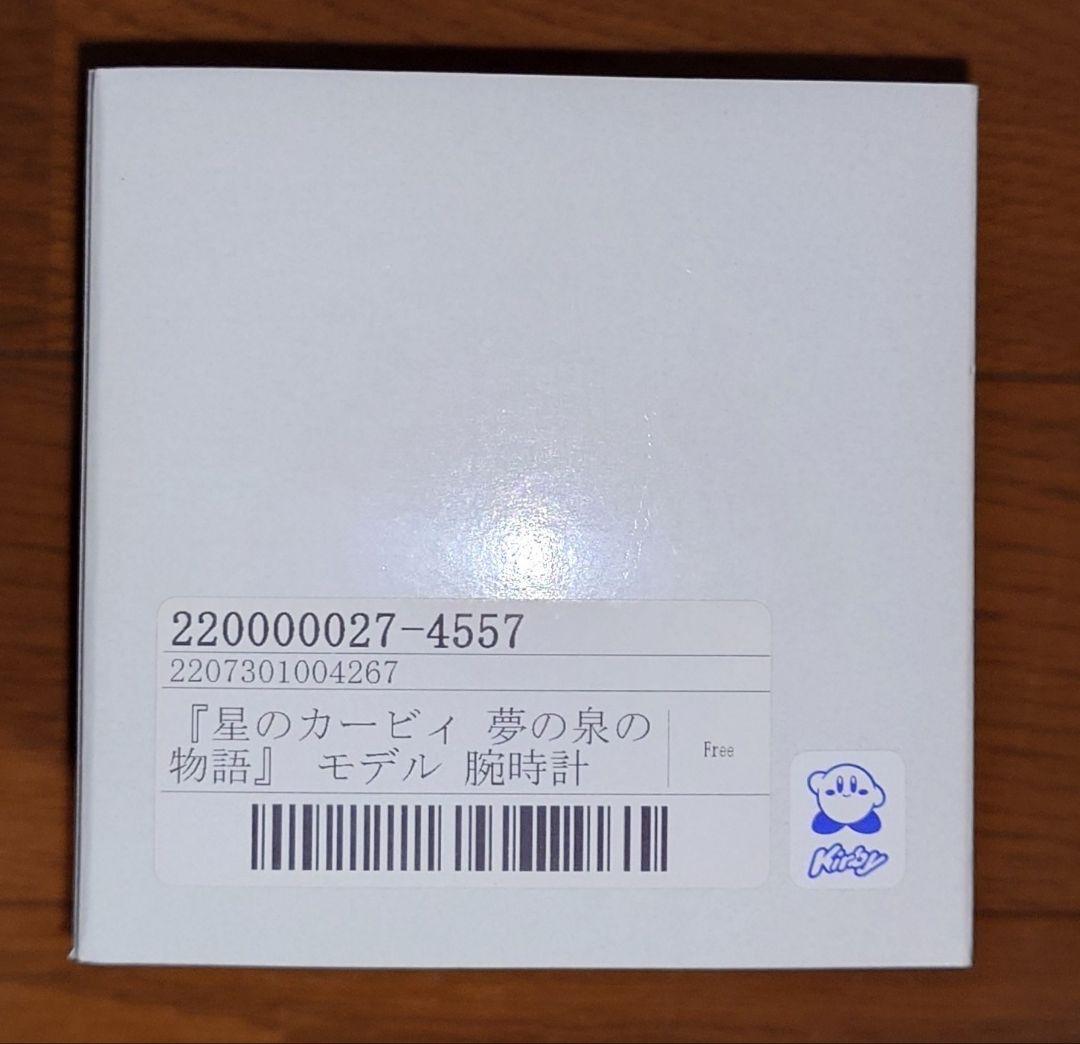 220000027-4557
2207301004267
『星のカービィ 夢の泉の
物語』 モデル 腕時計
Free
Kirby